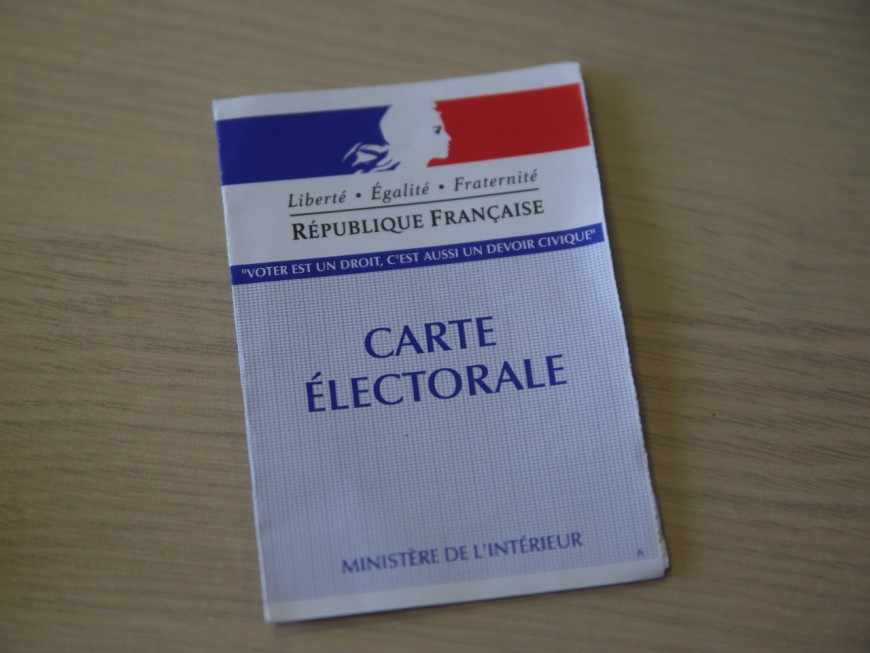 Liberté • Égalité • Fraternité
RÉPUBLIQUE FRANÇAISE
"VOTER EST UN DROIT, C'EST AUSSI UN DEVOIR CIVIQUE"
CARTE
ÉLECTORALE
MINISTÈRE DE L'INTÉRIEUR
A